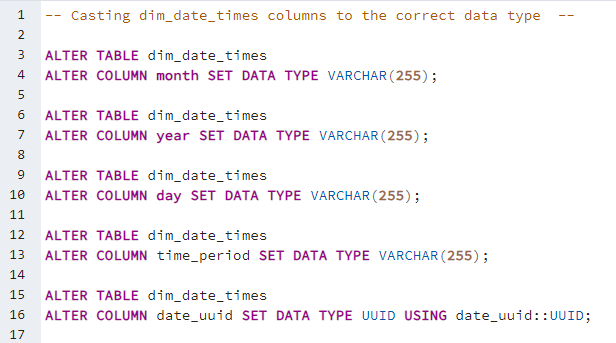 1 -- Casting dim_date_times columns to the correct data type  --
2
3 ALTER TABLE dim_date_times
4 ALTER COLUMN month SET DATA TYPE VARCHAR(255);
5
6 ALTER TABLE dim_date_times
7 ALTER COLUMN year SET DATA TYPE VARCHAR(255);
8
9 ALTER TABLE dim_date_times
10 ALTER COLUMN day SET DATA TYPE VARCHAR(255);
11
12 ALTER TABLE dim_date_times
13 ALTER COLUMN time_period SET DATA TYPE VARCHAR(255);
14
15 ALTER TABLE dim_date_times
16 ALTER COLUMN date_uuid SET DATA TYPE UUID USING date_uuid::UUID;
17